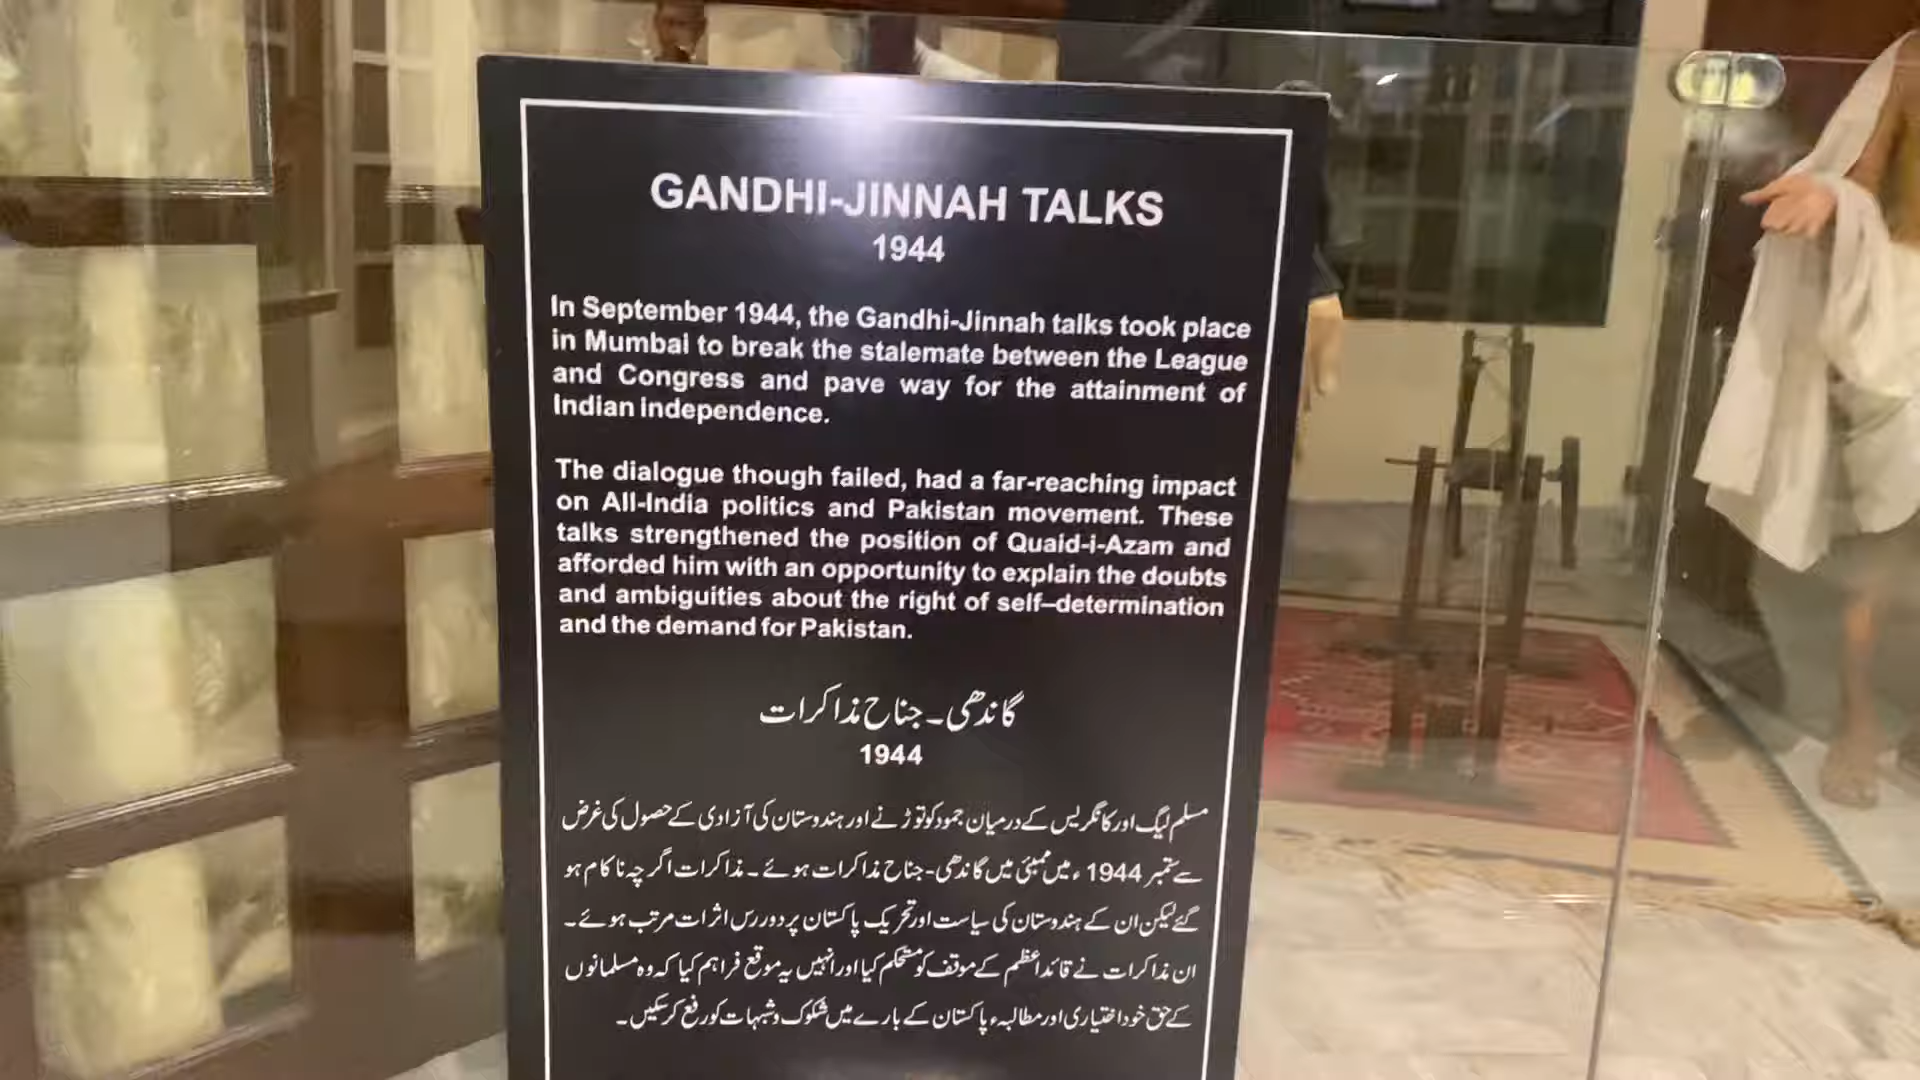 GANDHI-JINNAH TALKS
1944
In September 1944, the Gandhi-Jinnah talks took place
in Mumbai to break the stalemate between the League
and Congress and pave way for the attainment of
Indian independence.
The dialogue though failed, had a far-reaching impact
on All-India politics and Pakistan movement. These
talks strengthened the position of Quaid-i-Azam and
afforded him with an opportunity to explain the doubts
and ambiguities about the right of self–determination
and the demand for Pakistan.
گاندھی۔جناح مذاکرات
1944
مسلم لیگ اور کانگریس کے درمیان جمود کو توڑنے اور ہندوستان کی آزادی کے حصول کی غرض
سے ستمبر 1944ء میں ممبئی میں گاندھی-جناح مذاکرات ہوئے۔ مذاکرات اگرچہ ناکام ہو
گئے لیکن ان کے ہندوستان کی سیاست اور تحریک پاکستان پر دور رس اثرات مرتب ہوئے۔
ان مذاکرات نے قائداعظم کے موقف کو مستحکم کیا اور انہیں یہ موقع فراہم کیا کہ وہ مسلمانوں
کے حق خود اختیاری اور مطالبہء پاکستان کے بارے میں شکوک و شبہات کو رفع کر سکیں۔